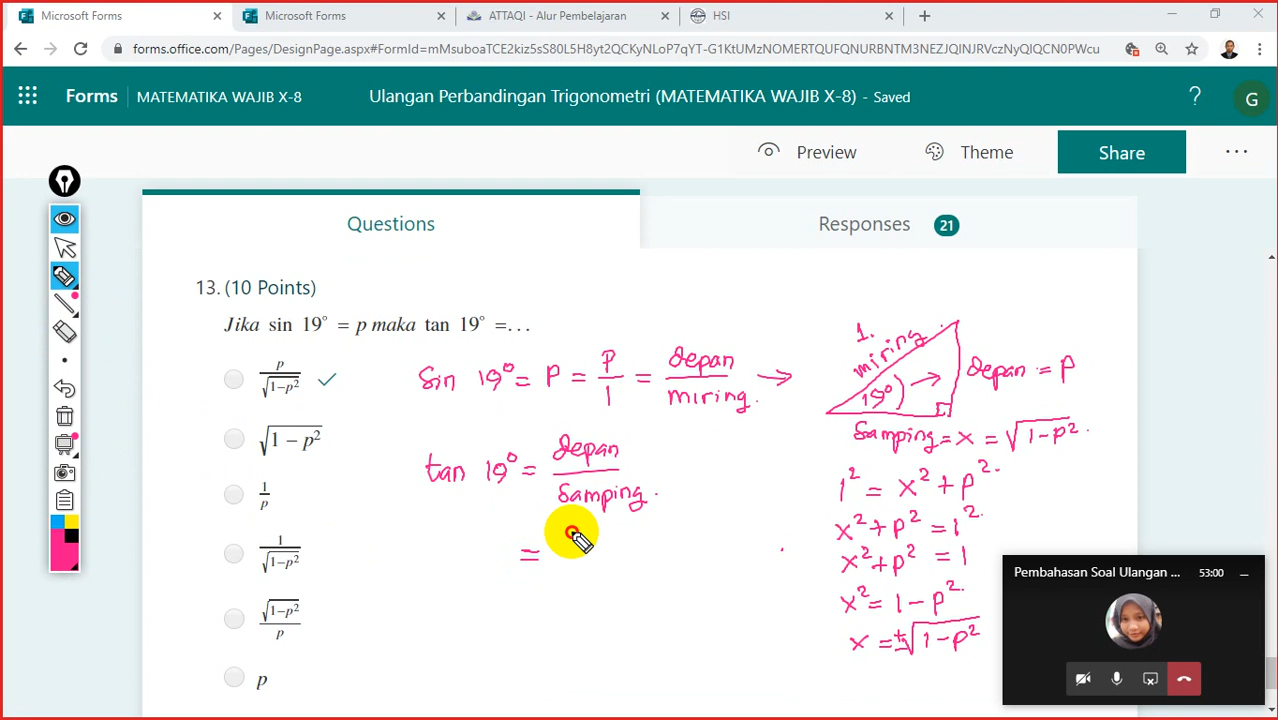 Microsoft Forms
Microsoft Forms
ATTAQI - Alur Pembelajaran
HSI
forms.office.com/Pages/DesignPage.aspx#FormId=mMsuboaTCE2kiz5sS80L5H8yt2QCKyNLoP7qYT-G1KtUMzNOMERTQUFQNURBNTM3NEZJQlNJRVczNyQlQCN0PWcu
Forms
MATEMATIKA WAJIB X-8
Ulangan Perbandingan Trigonometri (MATEMATIKA WAJIB X-8) - Saved
?
G
Preview
Theme
Share
...
Questions
Responses 21
13. (10 Points)
Jika sin 19° = p maka tan 19° =…
p/√(1−p²) ✓
√(1 − p²)
1/p
1/√(1−p²)
√(1−p²)/p
p
sin 19° = P = P/1 = depan/miring. →
tan 19° = depan/samping.
=
1.
miring
19° →
depan = P
Samping = x = √(1-p²).
1² = x² + p².
x² + p² = 1².
x² + p² = 1
x² = 1 - p².
x = ±√(1-p²)
Pembahasan Soal Ulangan ...
53:00